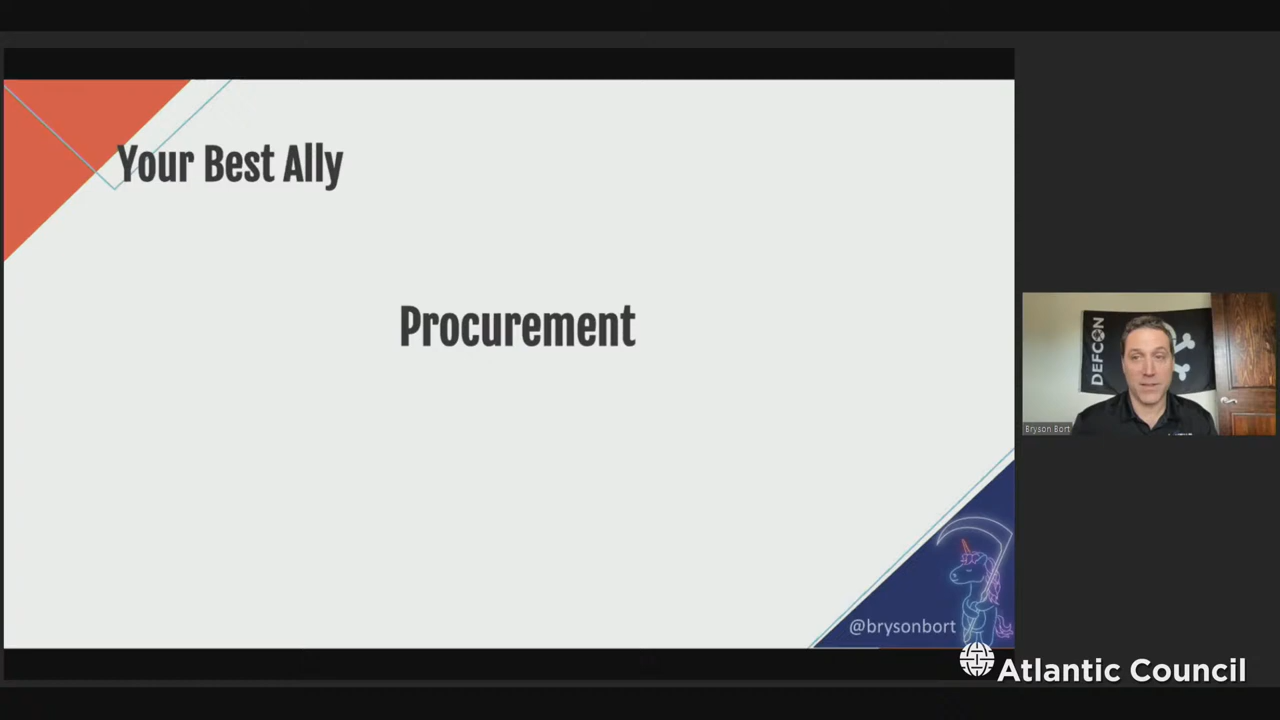 Your Best Ally
Procurement
DEFCON
Bryson Bort
@brysonbort
Atlantic Council